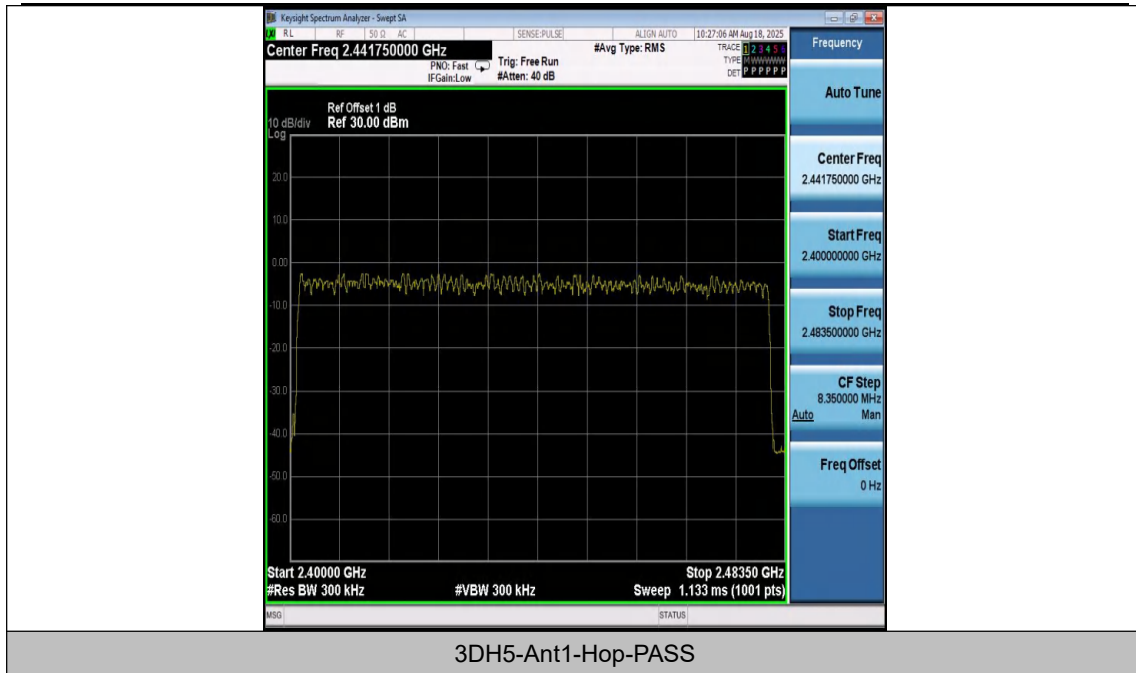 Keysight Spectrum Analyzer - Swept SA
RL RF 50 Ω AC SENSE:PULSE ALIGN AUTO 10:27:06 AM Aug 18, 2025
Center Freq 2.441750000 GHz
#Avg Type: RMS
TRACE 1 2 3 4 5 6
TYPE M WWWWW
DET P P P P P P
PNO: Fast
IFGain:Low
Trig: Free Run
#Atten: 40 dB
Ref Offset 1 dB
10 dB/div Ref 30.00 dBm
Log
20.0
10.0
0.00
-10.0
-20.0
-30.0
-40.0
-50.0
-60.0
Start 2.40000 GHz Stop 2.48350 GHz
#Res BW 300 kHz #VBW 300 kHz Sweep 1.133 ms (1001 pts)
MSG STATUS
Frequency
Auto Tune
Center Freq
2.441750000 GHz
Start Freq
2.400000000 GHz
Stop Freq
2.483500000 GHz
CF Step
8.350000 MHz
Auto Man
Freq Offset
0 Hz
3DH5-Ant1-Hop-PASS